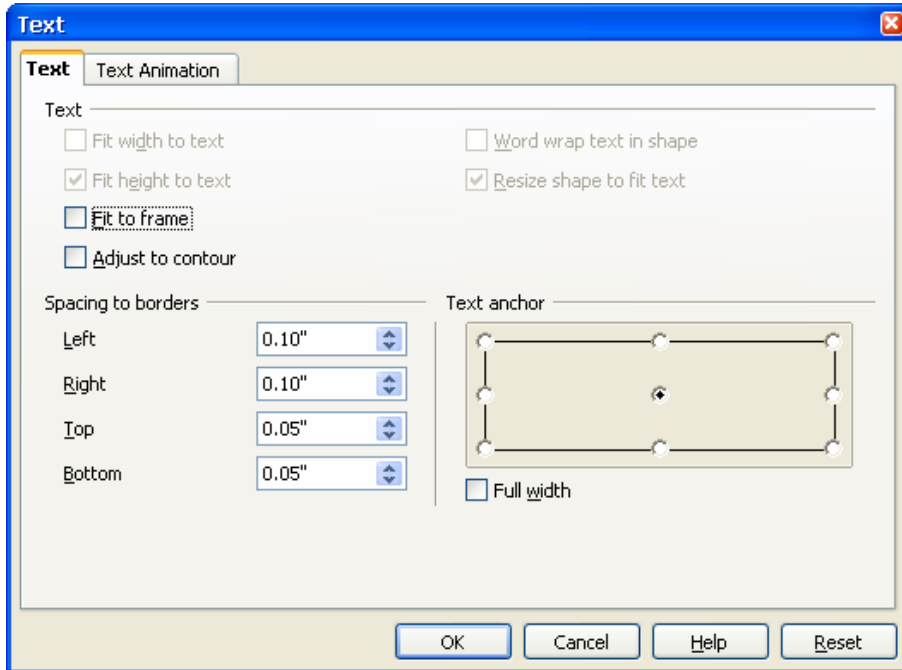 Text
Text Text Animation
Text
Fit width to text Word wrap text in shape
Fit height to text Resize shape to fit text
Fit to frame
Adjust to contour
Spacing to borders Text anchor
Left 0.10"
Right 0.10"
Top 0.05"
Bottom 0.05"
Full width
OK Cancel Help Reset